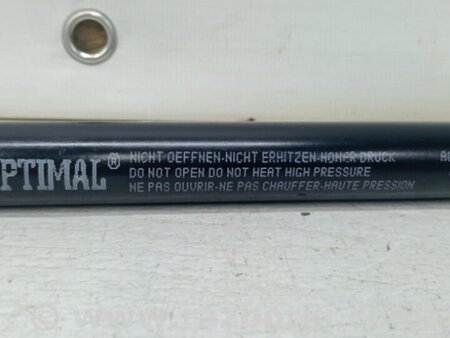 PTIMAL®
NICHT OEFFNEN-NICHT ERHITZEN-HOHER DRUCK
DO NOT OPEN DO NOT HEAT HIGH PRESSURE
NE PAS OUVRIR-NE PAS CHAUFFER-HAUTE PRESSION